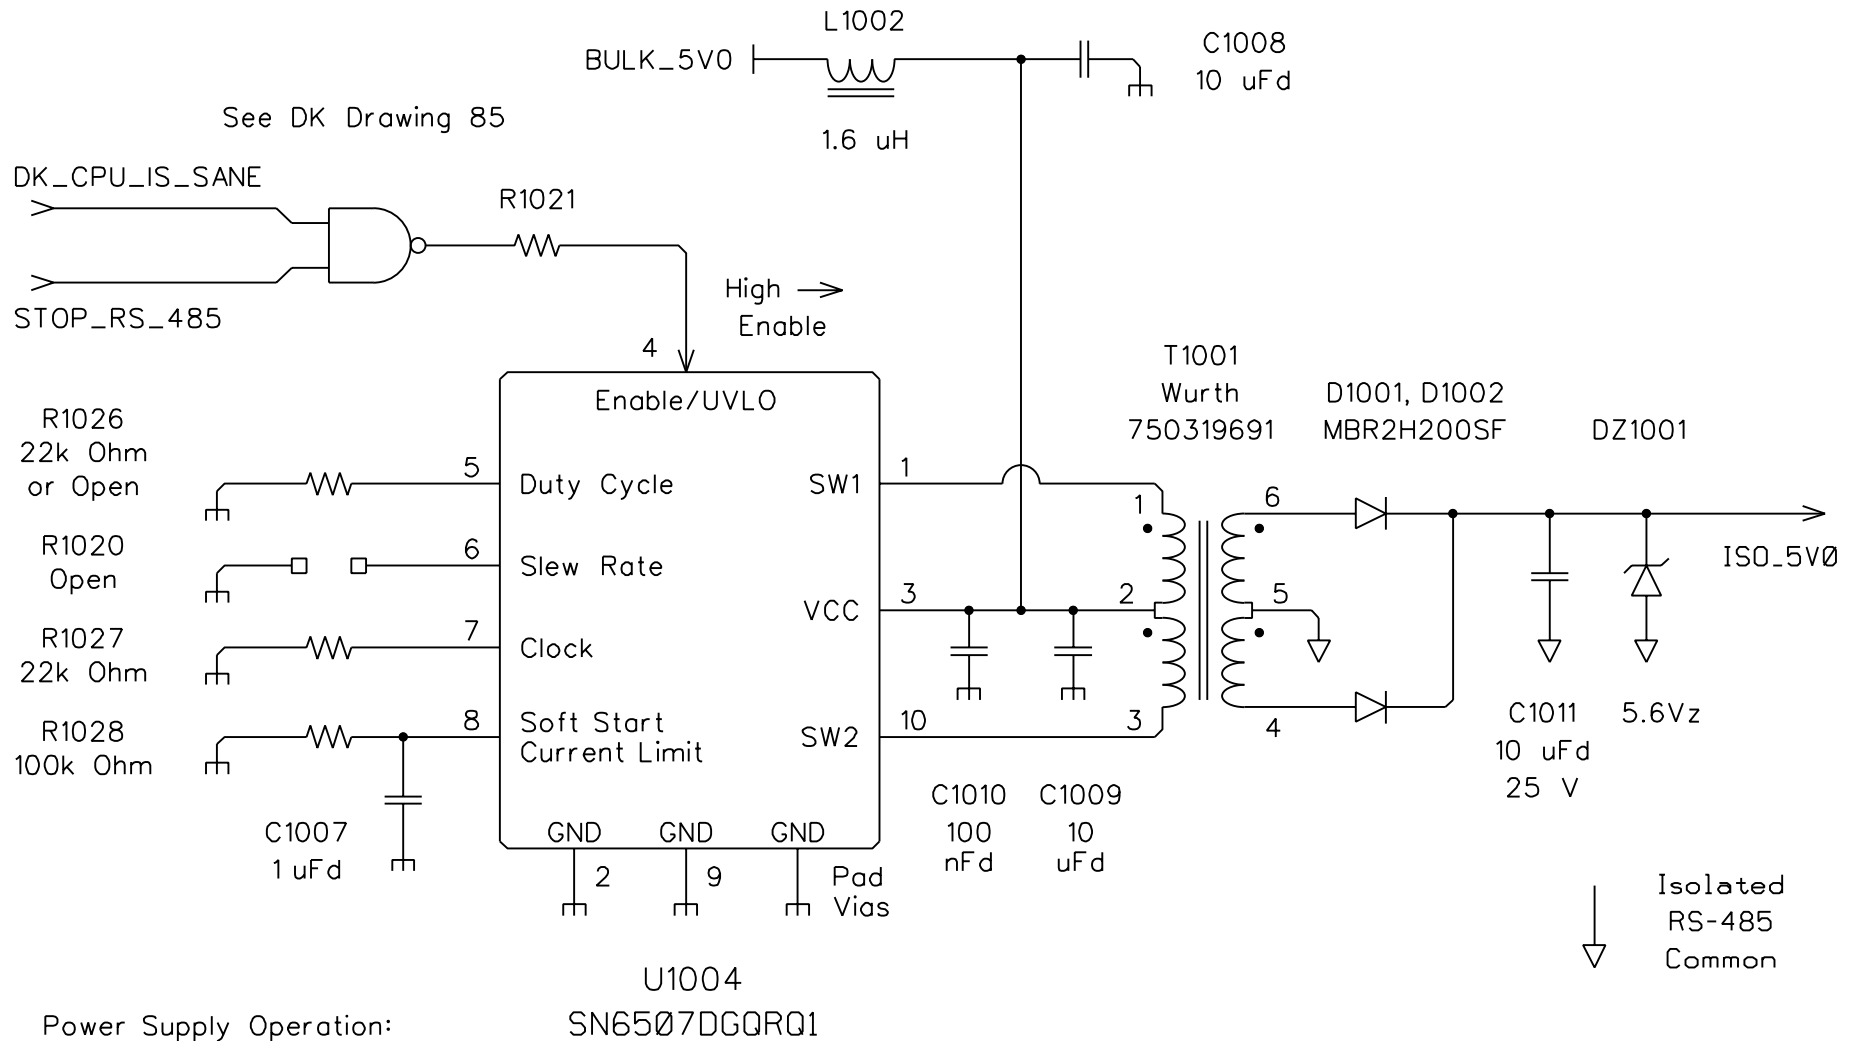 L1002
BULK_5V0
C1008
10 uFd
1.6 uH
See DK Drawing 85
DK_CPU_IS_SANE
R1021
STOP_RS_485
High
Enable
4
Enable/UVLO
T1001
Wurth
750319691
D1001, D1002
MBR2H200SF
DZ1001
R1026
22k Ohm
or Open
5
Duty Cycle
SW1
1
1
6
ISO_5VØ
R1020
Open
6
Slew Rate
VCC
3
2
5
R1027
22k Ohm
7
Clock
R1028
100k Ohm
8
Soft Start
Current Limit
SW2
10
3
4
C1011
10 uFd
25 V
5.6Vz
C1010
100
nFd
C1009
10
uFd
C1007
1 uFd
GND
GND
GND
2
9
Pad
Vias
Isolated
RS-485
Common
U1004
SN65Ø7DGQRQ1
Power Supply Operation: